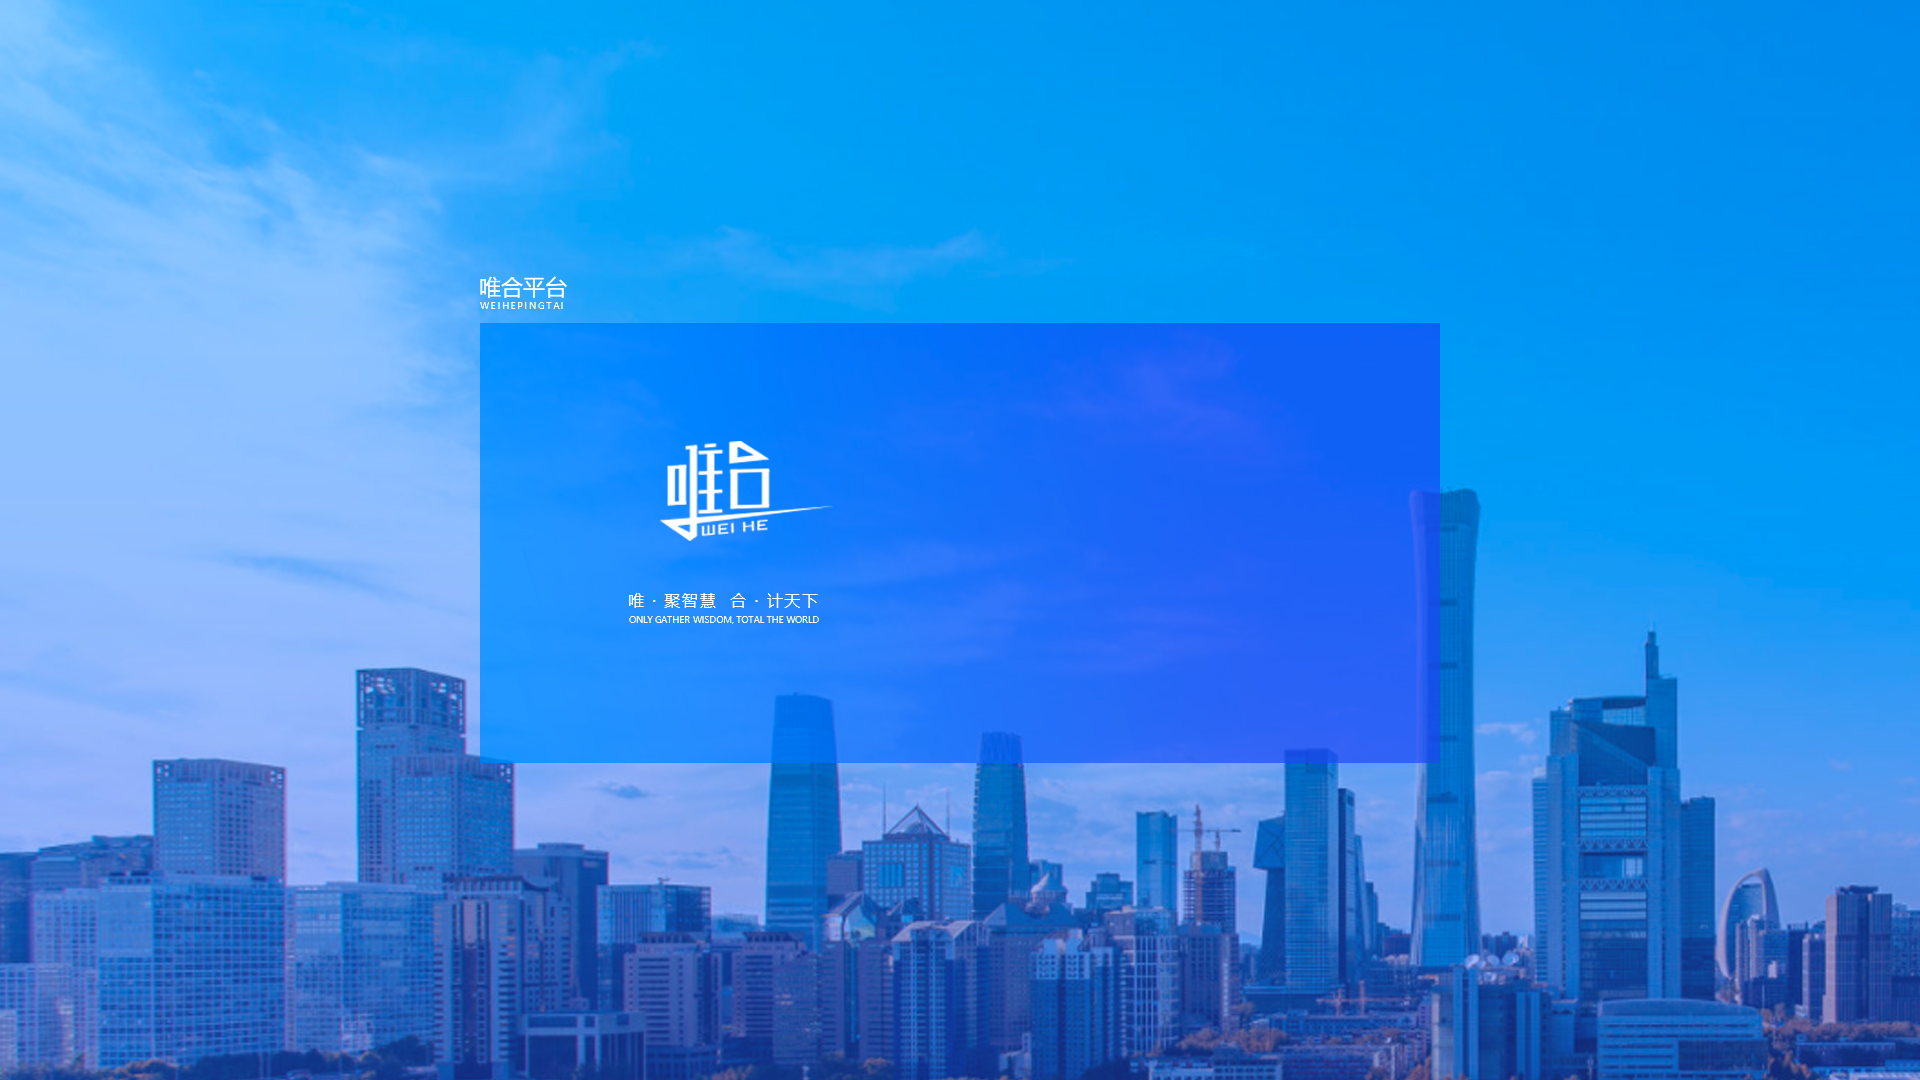 唯合平台
WEIHEPINGTAI
唯合
WEI HE
唯 · 聚智慧 合 · 计天下
ONLY GATHER WISDOM, TOTAL THE WORLD